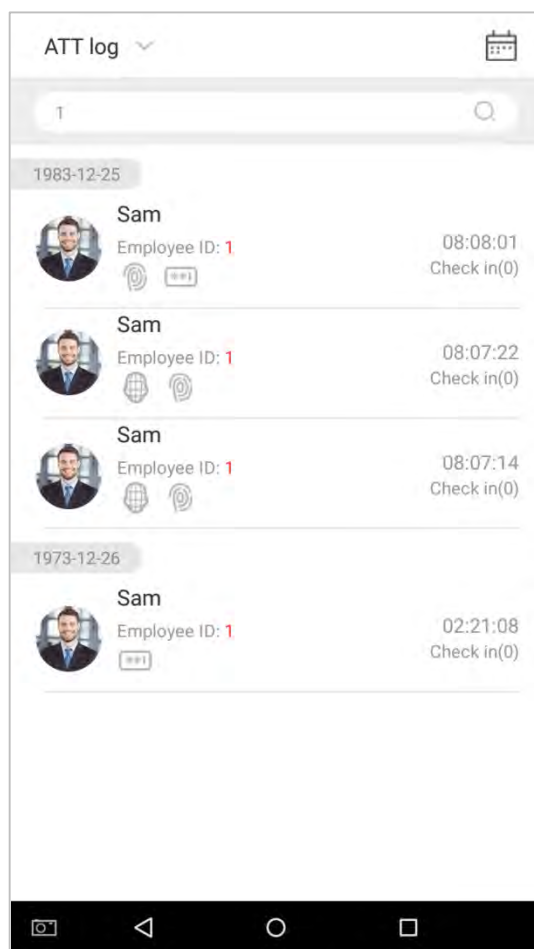 ATT log
1
1983-12-25
Sam
Employee ID: 1
08:08:01
Check in(0)
Sam
Employee ID: 1
08:07:22
Check in(0)
Sam
Employee ID: 1
08:07:14
Check in(0)
1973-12-26
Sam
Employee ID: 1
02:21:08
Check in(0)